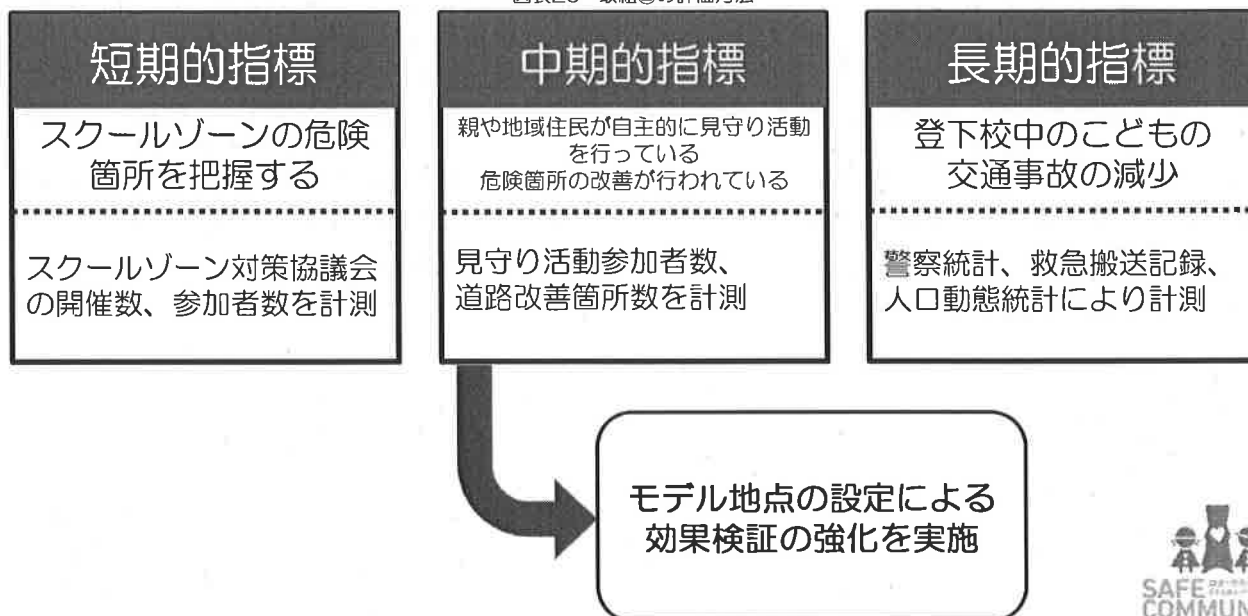 短期的指標
スクールゾーンの危険
箇所を把握する
スクールゾーン対策協議会
の開催数、参加者数を計測
中期的指標
親や地域住民が自主的に見守り活動
を行っている
危険箇所の改善が行われている
見守り活動参加者数、
道路改善箇所数を計測
長期的指標
登下校中のこどもの
交通事故の減少
警察統計、救急搬送記録、
人口動態統計により計測
モデル地点の設定による
効果検証の強化を実施
SAFE